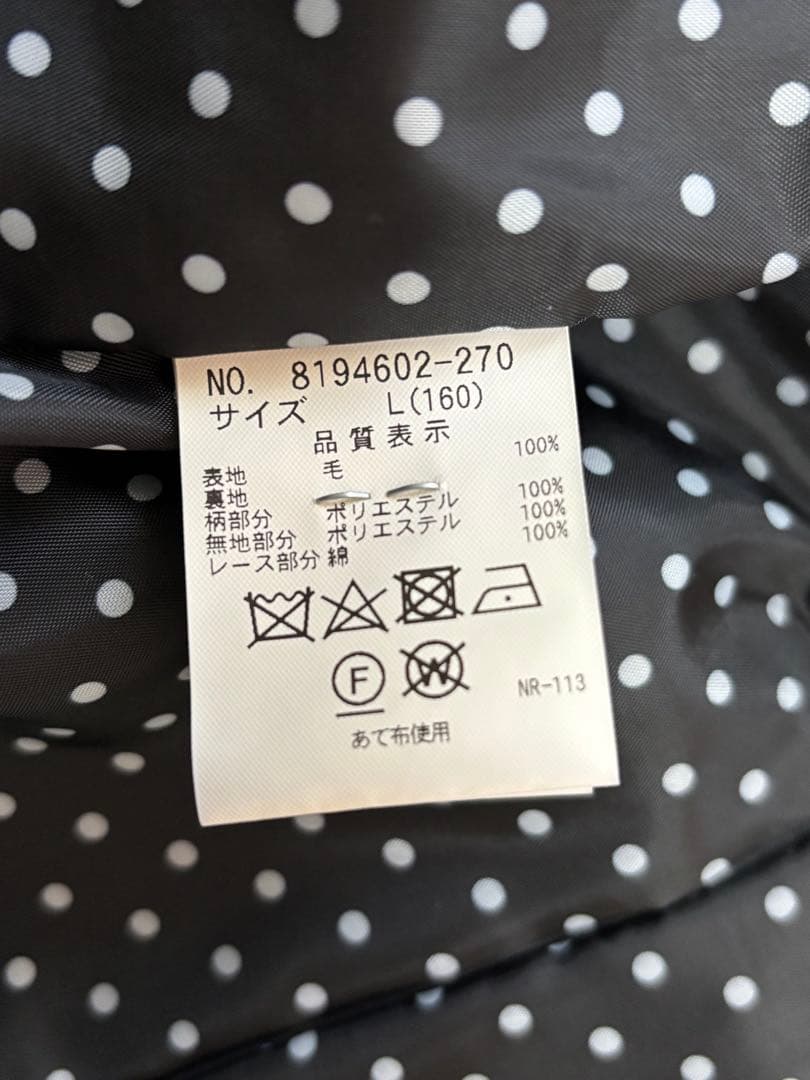 NO. 8194602-270
サイズ L(160)
品質表示
表地 毛 100%
裏地
柄部分 ポリエステル 100%
無地部分 ポリエステル 100%
レース部分 綿 100%
F W
NR-113
あて布使用